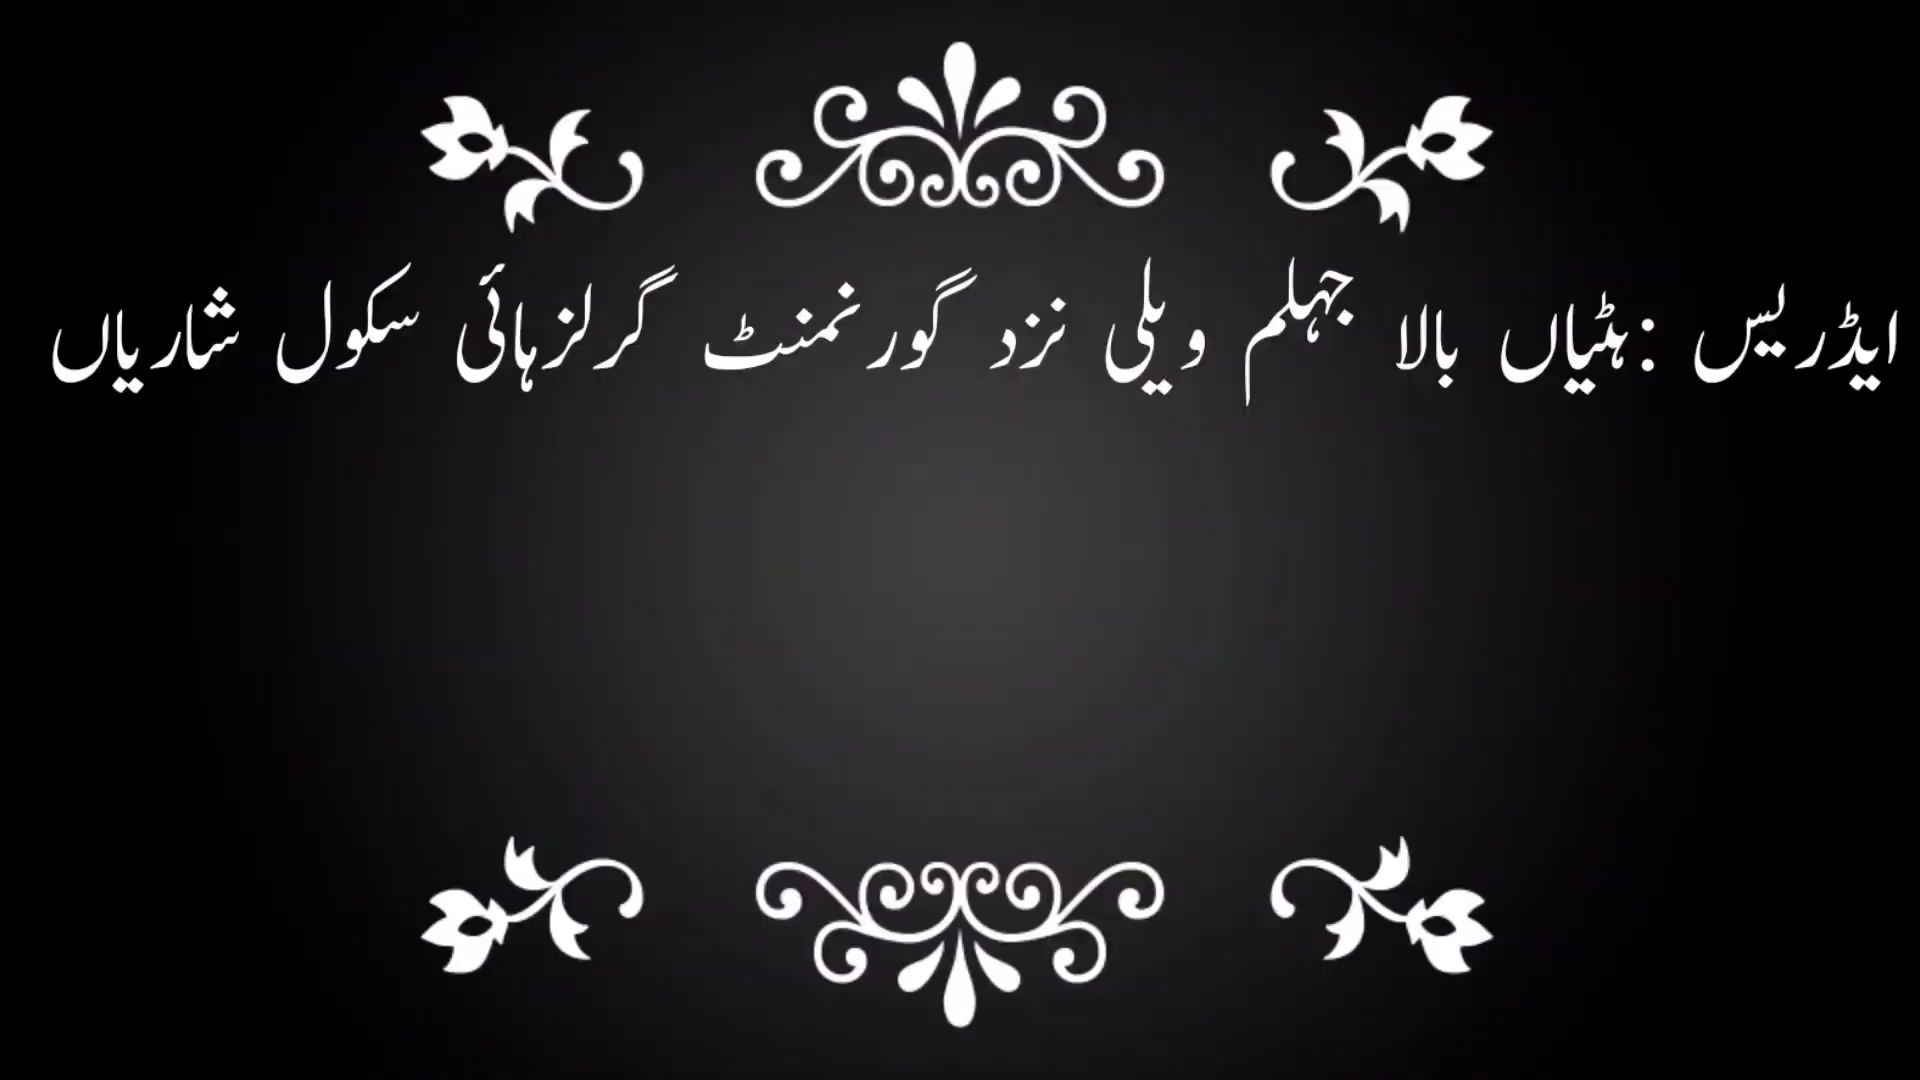 ایڈریس :ہٹیاں بالا جہلم ویلی نزد گورنمنٹ گرلزہائی سکول شاریاں